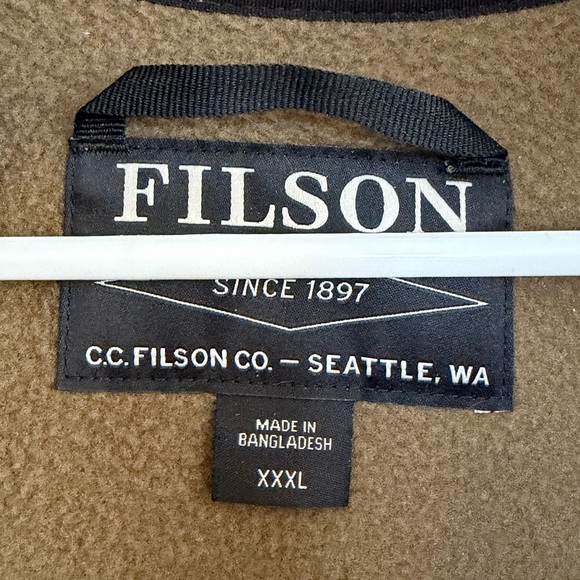 FILSON
SINCE 1897
C.C. FILSON CO. — SEATTLE, WA
MADE IN
BANGLADESH
XXXL